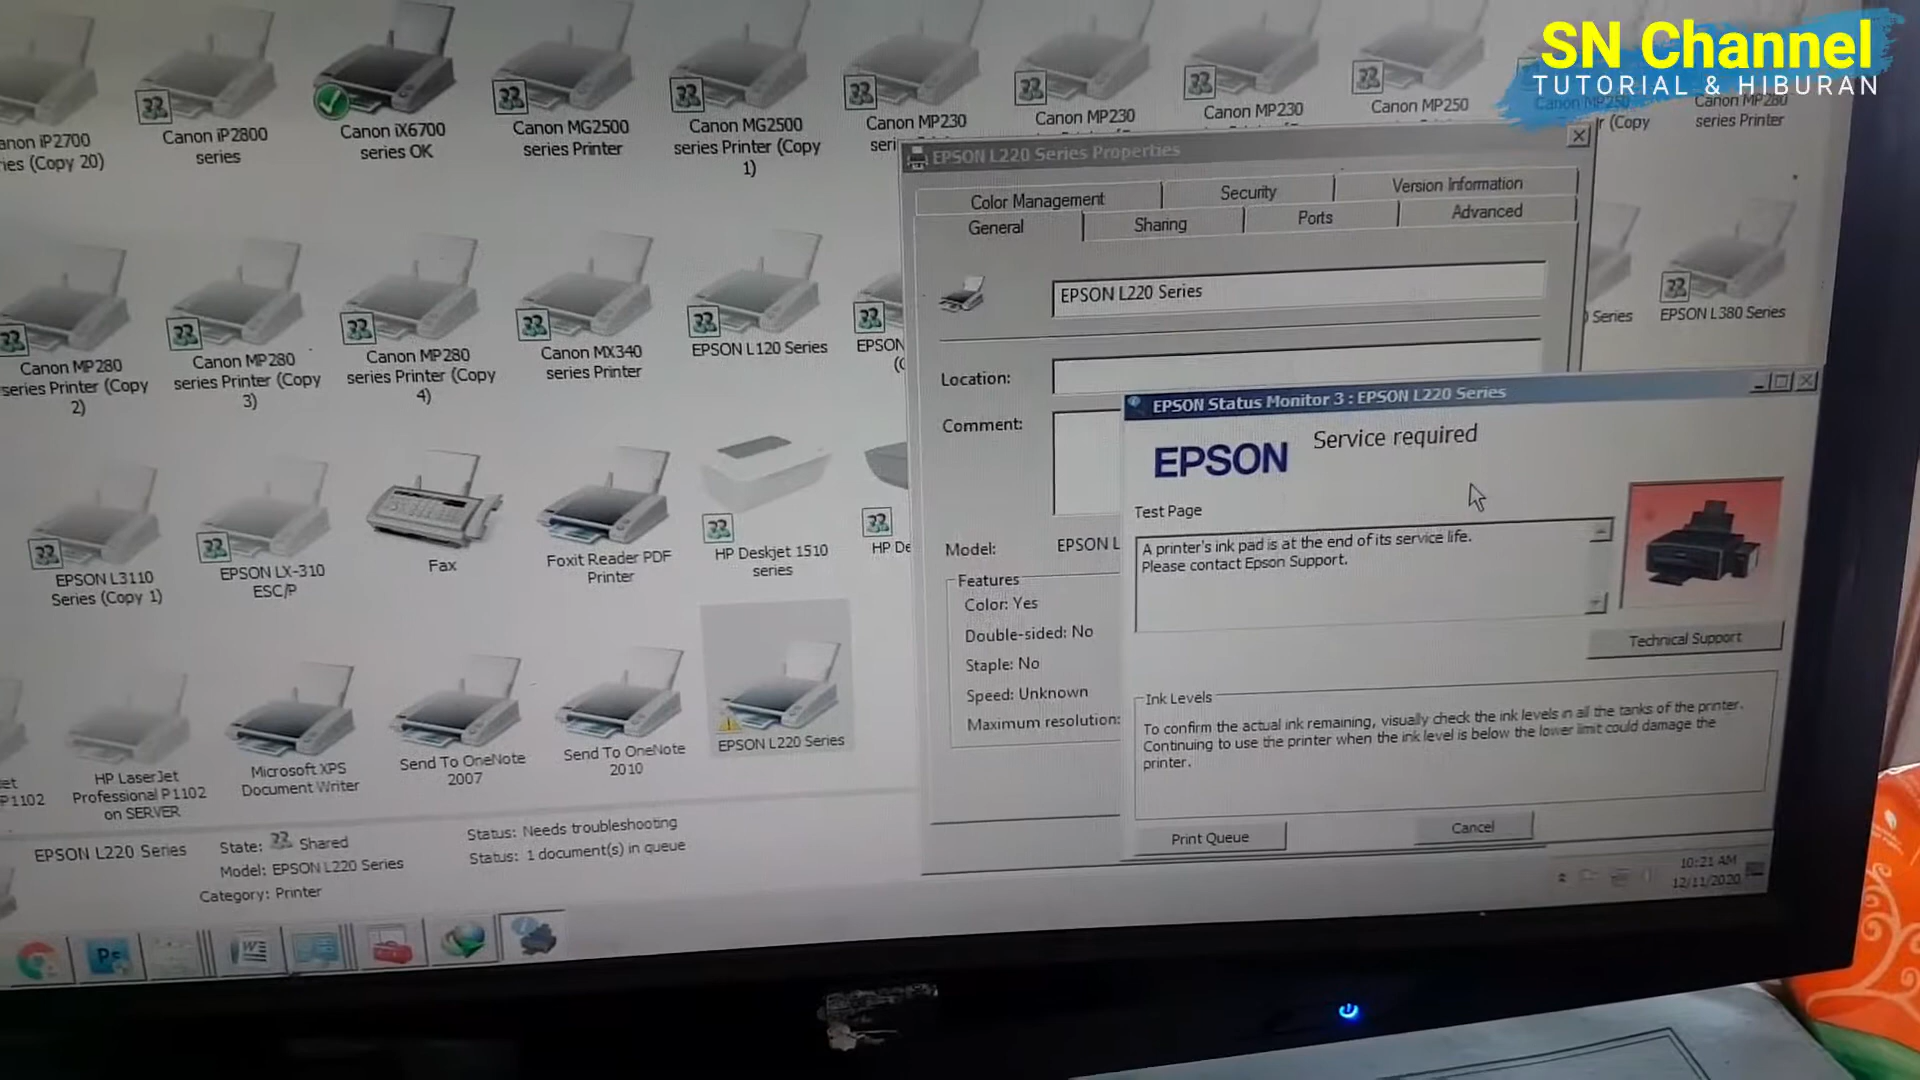 SN Channel
TUTORIAL & HIBURAN
Canon iP2800
series
Canon iX6700
series OK
Canon MG2500
series Printer
Canon MG2500
series Printer (Copy
1)
Canon MP230
Canon MP230
Canon MP230
Canon MP250
Canon MP280
series Printer
(Copy 20)
EPSON L220 Series Properties
Color Management
Security
Version Information
General
Sharing
Ports
Advanced
EPSON L220 Series
Location:
Comment:
Model:
EPSON L
Features
Color: Yes
Double-sided: No
Staple: No
Speed: Unknown
Maximum resolution:
Canon MP280
series Printer (Copy
2)
Canon MP280
series Printer (Copy
3)
Canon MP280
series Printer (Copy
4)
Canon MX340
series Printer
EPSON L120 Series
EPSON
Series
EPSON L380 Series
EPSON Status Monitor 3 : EPSON L220 Series
EPSON
Service required
Test Page
A printer's ink pad is at the end of its service life.
Please contact Epson Support.
Technical Support
Ink Levels
To confirm the actual ink remaining, visually check the ink levels in all the tanks of the printer.
Continuing to use the printer when the ink level is below the lower limit could damage the
printer.
Print Queue
Cancel
EPSON L3110
Series (Copy 1)
EPSON LX-310
ESC/P
Fax
Foxit Reader PDF
Printer
HP Deskjet 1510
series
HP De
P1102
HP LaserJet
Professional P1102
on SERVER
Microsoft XPS
Document Writer
Send To OneNote
2007
Send To OneNote
2010
EPSON L220 Series
EPSON L220 Series
State: Shared
Model: EPSON L220 Series
Category: Printer
Status: Needs troubleshooting
Status: 1 document(s) in queue
10:21 AM
12/11/2020
Ps
W